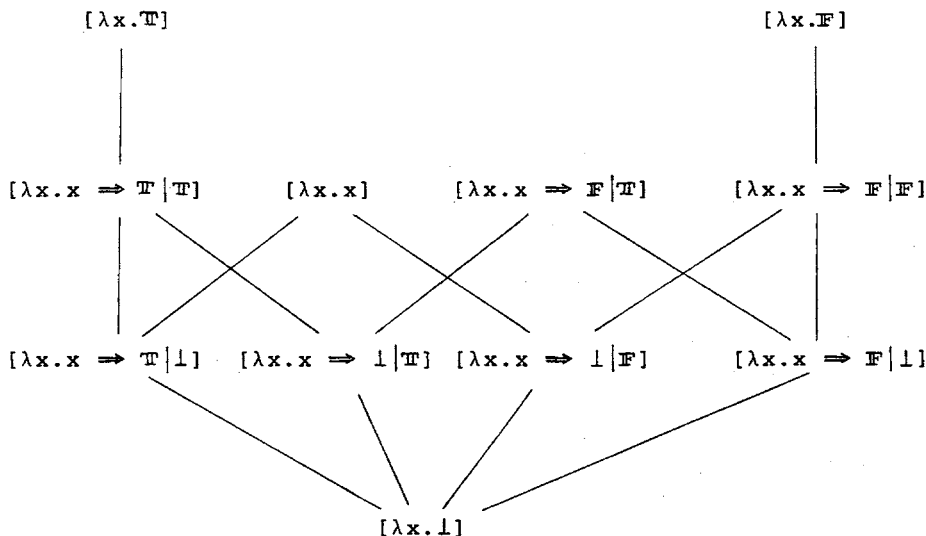 [λx.𝕋] [λx.𝔽]
[λx.x ⇒ 𝕋|𝕋] [λx.x] [λx.x ⇒ 𝔽|𝕋] [λx.x ⇒ 𝔽|𝔽]
[λx.x ⇒ 𝕋|⊥] [λx.x ⇒ ⊥|𝕋] [λx.x ⇒ ⊥|𝔽] [λx.x ⇒ 𝔽|⊥]
[λx.⊥]